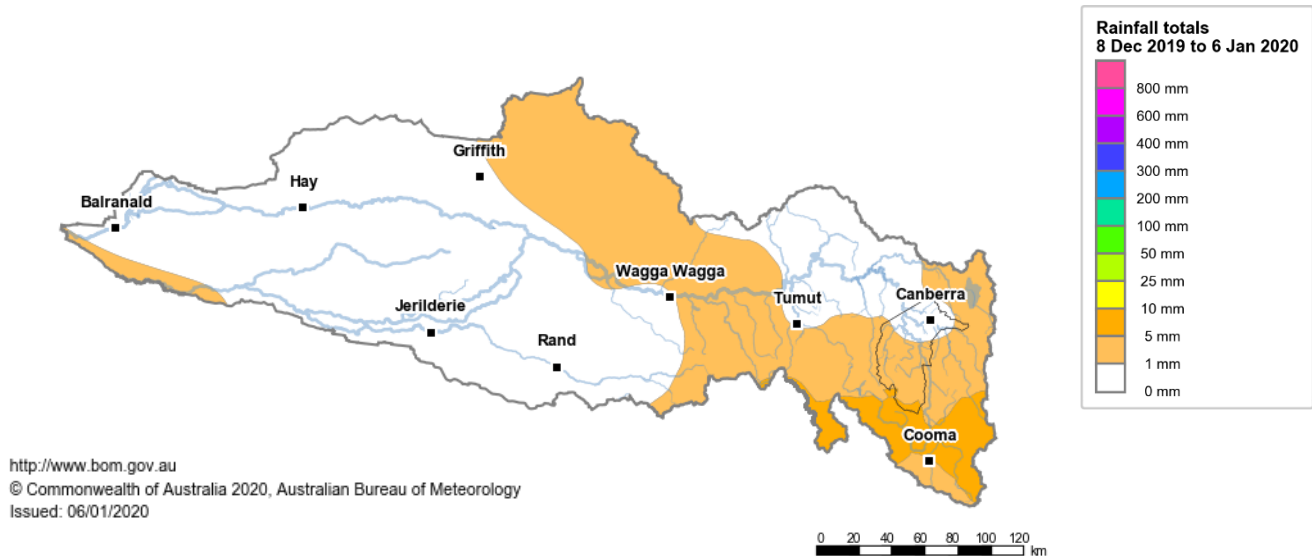 Rainfall totals
8 Dec 2019 to 6 Jan 2020
800 mm
600 mm
400 mm
300 mm
200 mm
100 mm
50 mm
25 mm
10 mm
5 mm
1 mm
0 mm
Griffith
Hay
Balranald
Wagga Wagga
Tumut
Canberra
Jerilderie
Rand
Cooma
http://www.bom.gov.au
© Commonwealth of Australia 2020, Australian Bureau of Meteorology
Issued: 06/01/2020
0 20 40 60 80 100 120
km